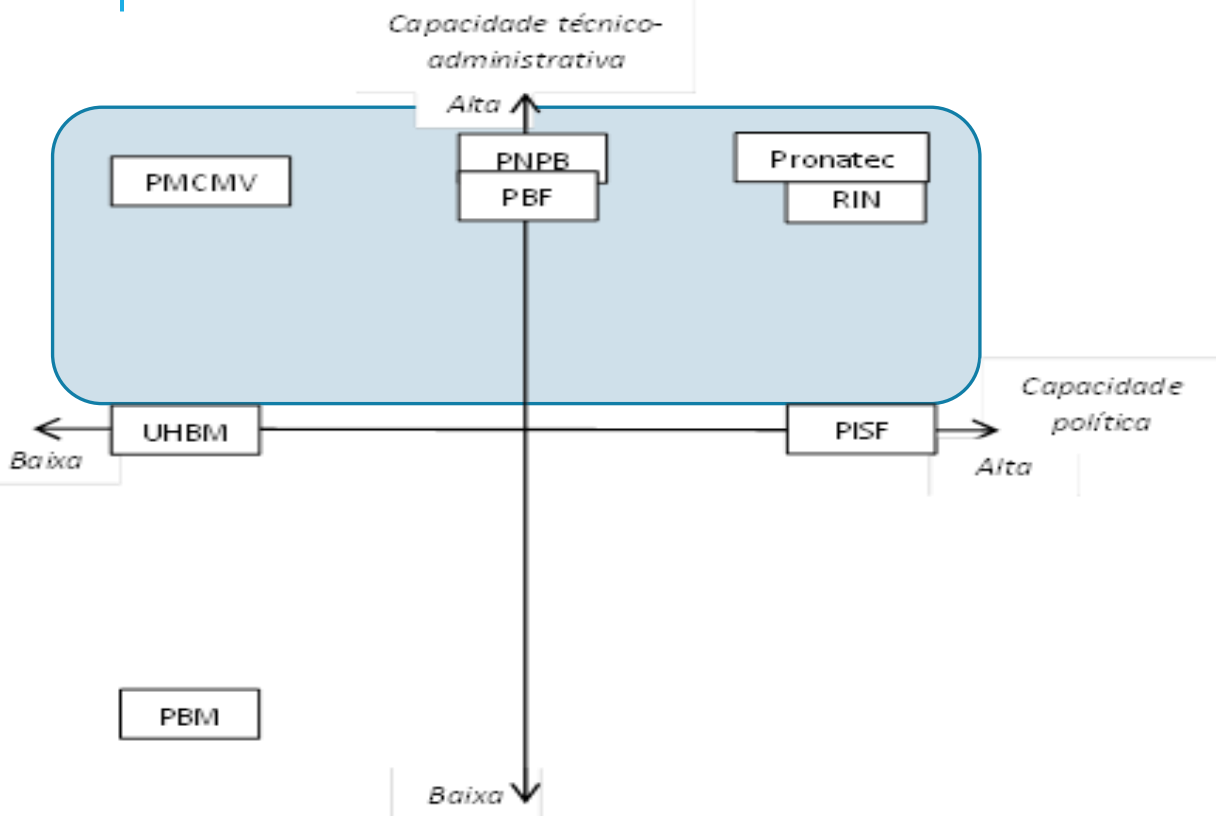 Capacidade técnico-
administrativa
Alta
PNPB
Pronatec
PMCMV
PBF
RIN
Capacidade
política
UHBM
PISF
Baixa
Alta
PBM
Baixa